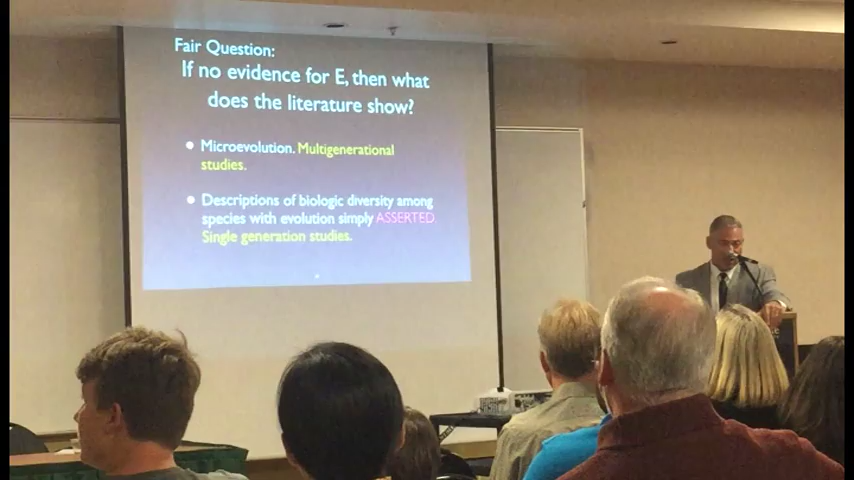 Fair Question:
If no evidence for E, then what
does the literature show?
Microevolution. Multigenerational
studies.
Descriptions of biologic diversity among
species with evolution simply ASSERTED.
Single generation studies.